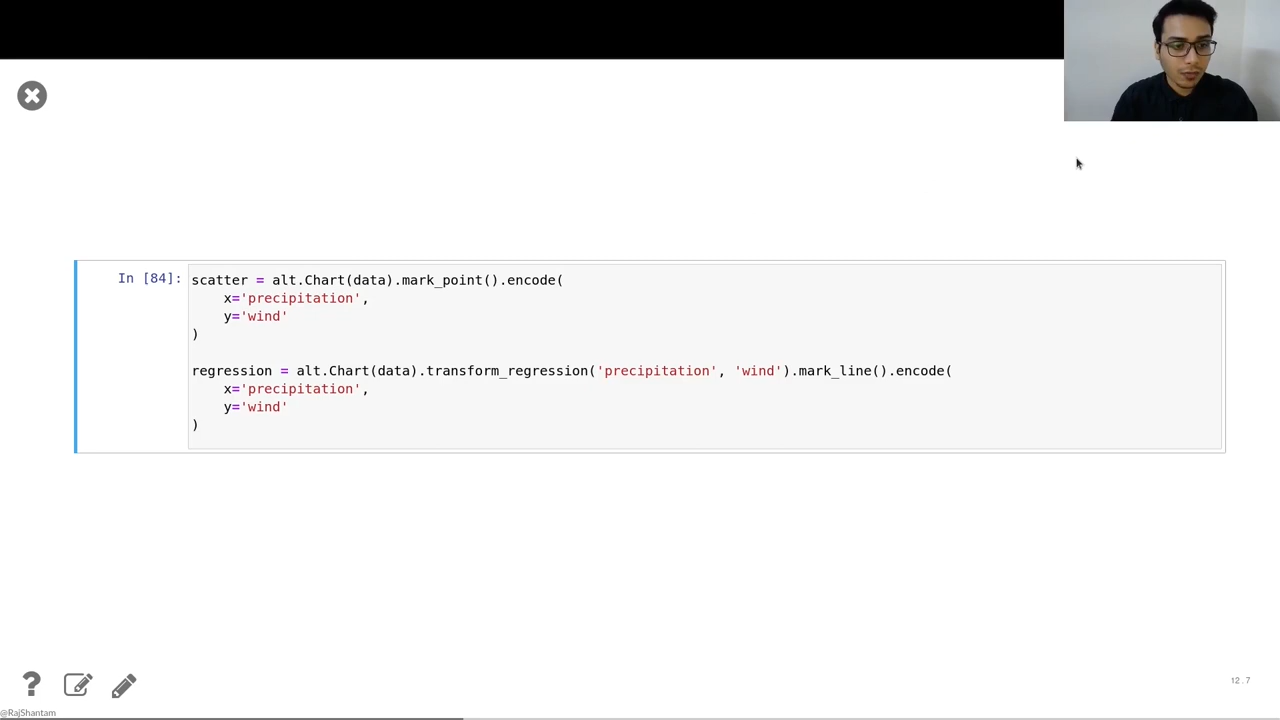 In [84]:
scatter = alt.Chart(data).mark_point().encode(
    x='precipitation',
    y='wind'
)
regression = alt.Chart(data).transform_regression('precipitation', 'wind').mark_line().encode(
    x='precipitation',
    y='wind'
)
?
12.7
@RajShantam